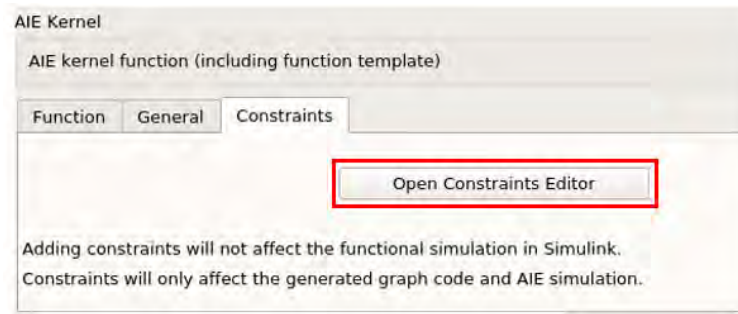 AIE Kernel
AIE kernel function (including function template)
Function General Constraints
Open Constraints Editor
Adding constraints will not affect the functional simulation in Simulink.
Constraints will only affect the generated graph code and AIE simulation.